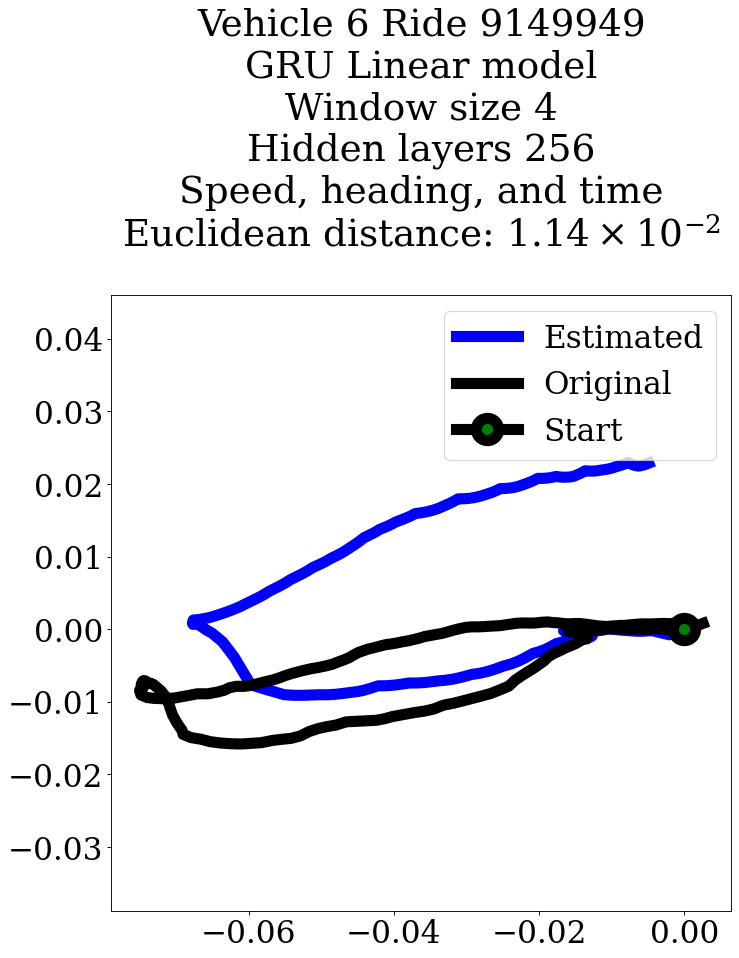 Vehicle 6 Ride 9149949
GRU Linear model
Window size 4
Hidden layers 256
Speed, heading, and time
Euclidean distance: 1.14 × 10⁻²
Estimated
Original
Start
0.04
0.03
0.02
0.01
0.00
−0.01
−0.02
−0.03
−0.06 −0.04 −0.02 0.00